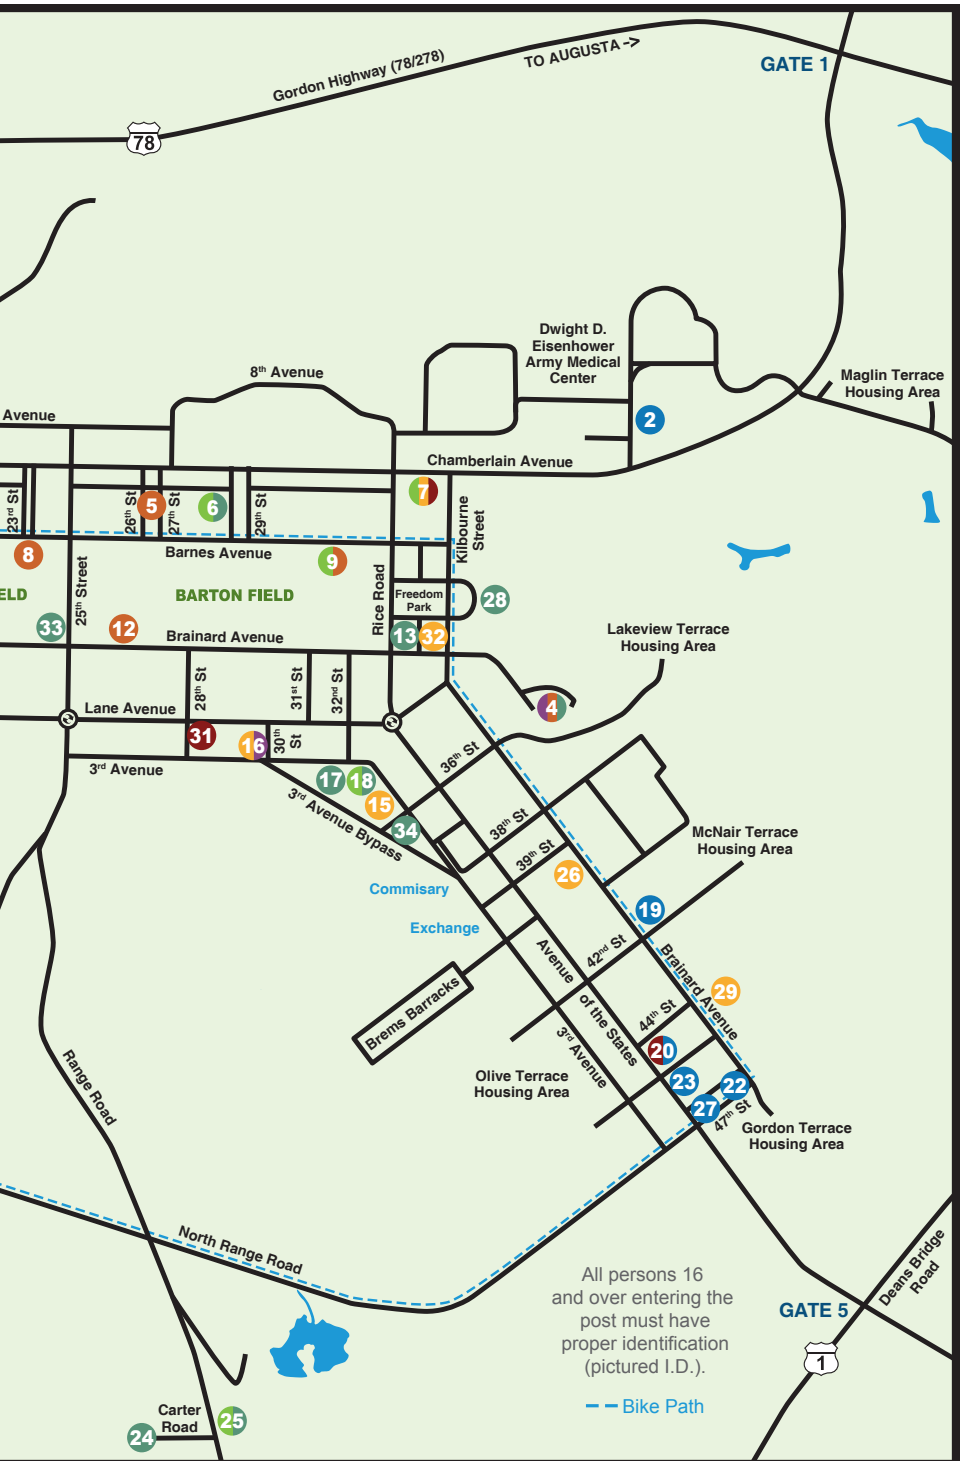 Gordon Highway (78/278)
TO AUGUSTA ->
GATE 1
78
Dwight D.
Eisenhower
Army Medical
Center
8th Avenue
Maglin Terrace
Housing Area
Avenue
2
Chamberlain Avenue
7
23rd St
26th St
5
27th St
6
29th St
Kilbourne
Street
8
Barnes Avenue
9
25th Street
ELD
BARTON FIELD
Rice Road
Freedom
Park
28
33
12
Brainard Avenue
13
32
Lakeview Terrace
Housing Area
28th St
31st St
32nd St
Lane Avenue
4
31
16
30th
St
36th St
3rd Avenue
17
18
15
3rd Avenue Bypass
34
38th St
39th St
McNair Terrace
Housing Area
Commisary
26
Exchange
19
Avenue
of the States
42nd St
Brainard Avenue
29
Brems Barracks
44th St
3rd Avenue
20
Range Road
Olive Terrace
Housing Area
23
22
27
47th St
Gordon Terrace
Housing Area
North Range Road
Deans Bridge
Road
All persons 16
and over entering the
post must have
proper identification
(pictured I.D.).
GATE 5
1
Bike Path
Carter
Road
25
24